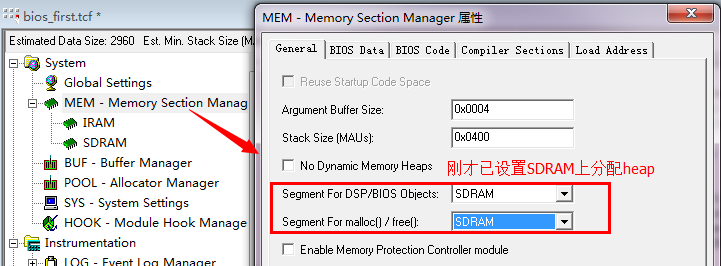 bios_first.tcf *
Estimated Data Size: 2960 Est. Min. Stack Size (MA
System
Global Settings
MEM - Memory Section Manag
IRAM
SDRAM
BUF - Buffer Manager
POOL - Allocator Manager
SYS - System Settings
HOOK - Module Hook Manager
Instrumentation
LOG - Event Log Manager
MEM - Memory Section Manager 属性
General
BIOS Data
BIOS Code
Compiler Sections
Load Address
Reuse Startup Code Space
Argument Buffer Size:
0x0004
Stack Size (MAUs):
0x0400
No Dynamic Memory Heaps
刚才已设置SDRAM上分配heap
Segment For DSP/BIOS Objects:
SDRAM
Segment For malloc() / free():
SDRAM
Enable Memory Protection Controller module